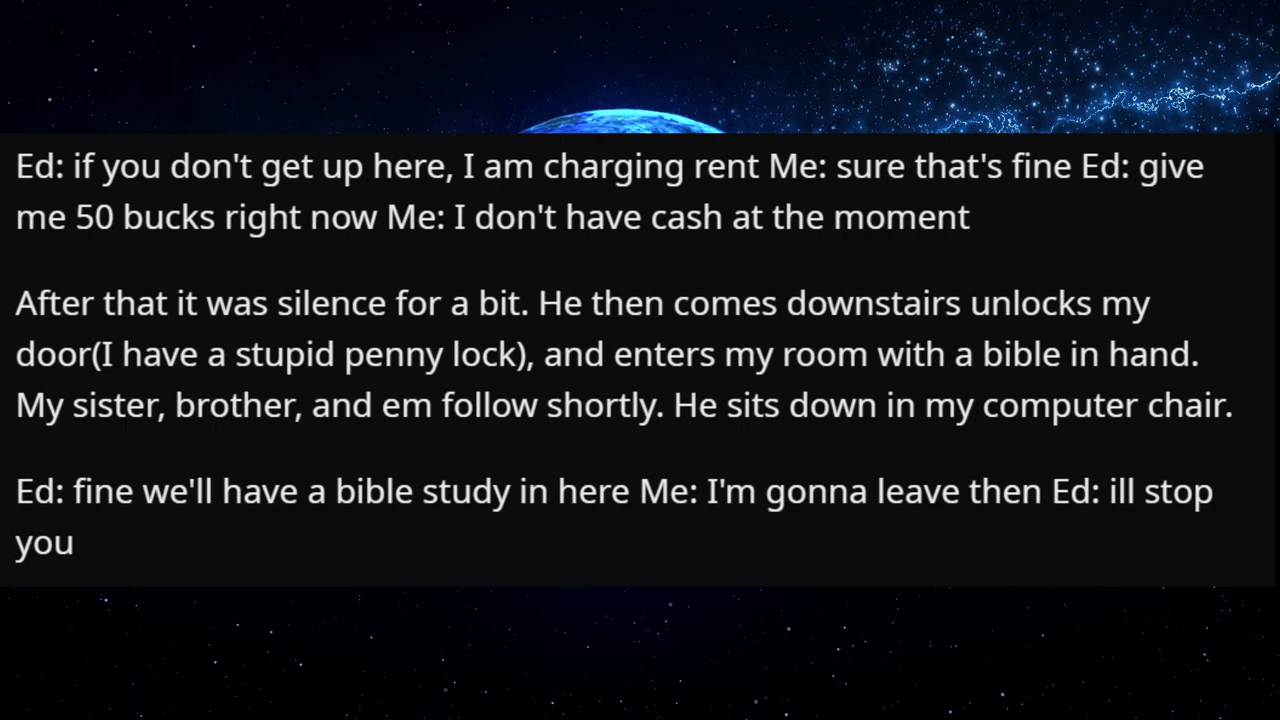 Ed: if you don't get up here, I am charging rent Me: sure that's fine Ed: give
me 50 bucks right now Me: I don't have cash at the moment
After that it was silence for a bit. He then comes downstairs unlocks my
door(I have a stupid penny lock), and enters my room with a bible in hand.
My sister, brother, and em follow shortly. He sits down in my computer chair.
Ed: fine we'll have a bible study in here Me: I'm gonna leave then Ed: ill stop
you